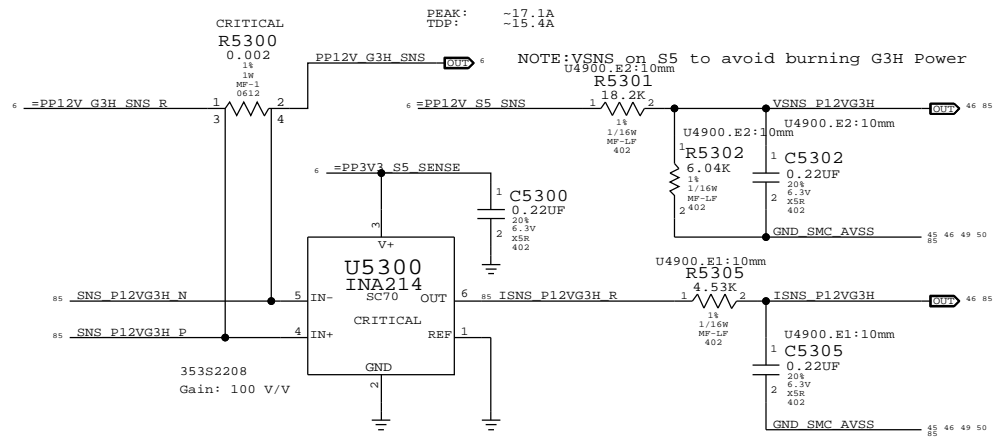 PEAK: ~17.1A
TDP: ~15.4A
CRITICAL
R5300
0.002
1%
1W
MF-1
0612
PP12V_G3H_SNS
OUT 6
6 =PP12V_G3H_SNS_R
1 2
3 4
NOTE:VSNS on S5 to avoid burning G3H Power
U4900.E2:10mm
R5301
18.2K
6 =PP12V_S5_SNS
1 2
1%
1/16W
MF-LF
402
VSNS_P12VG3H
OUT 46 85
U4900.E2:10mm
U4900.E2:10mm
1
R5302
6.04K
1%
1/16W
MF-LF
2 402
1
C5302
0.22UF
20%
6.3V
2 X5R
402
GND_SMC_AVSS
45 46 49 50
85
6 =PP3V3_S5_SENSE
1
C5300
0.22UF
20%
6.3V
2 X5R
402
3
V+
U5300
INA214
SC70
CRITICAL
85 SNS_P12VG3H_N
5 IN-
85 SNS_P12VG3H_P
4 IN+
OUT 6
REF 1
GND
2
353S2208
Gain: 100 V/V
85 ISNS_P12VG3H_R
U4900.E1:10mm
R5305
4.53K
1 2
1%
1/16W
MF-LF
402
ISNS_P12VG3H
OUT 46 85
U4900.E1:10mm
1
C5305
0.22UF
20%
6.3V
2 X5R
402
GND_SMC_AVSS
45 46 49 50
85